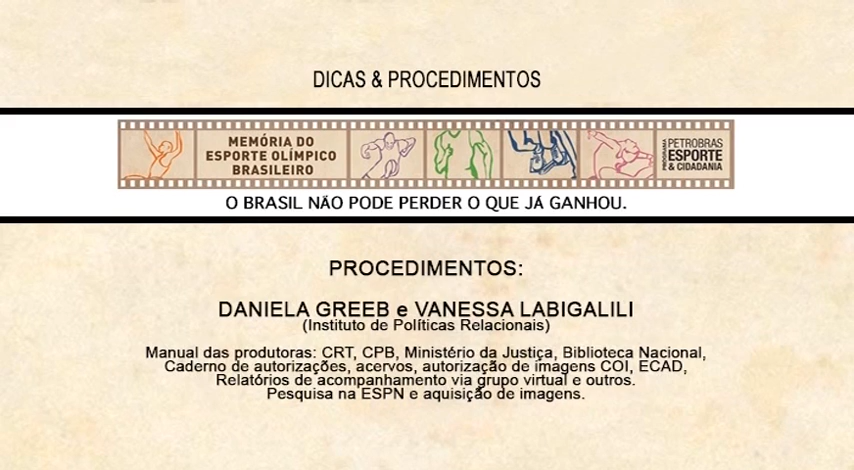 DICAS & PROCEDIMENTOS
MEMÓRIA DO
ESPORTE OLÍMPICO
BRASILEIRO
PROGRAMA
PETROBRAS
ESPORTE
& CIDADANIA
O BRASIL NÃO PODE PERDER O QUE JÁ GANHOU.
PROCEDIMENTOS:
DANIELA GREEB e VANESSA LABIGALILI
(Instituto de Políticas Relacionais)
Manual das produtoras: CRT, CPB, Ministério da Justiça, Biblioteca Nacional,
Caderno de autorizações, acervos, autorização de imagens COI, ECAD,
Relatórios de acompanhamento via grupo virtual e outros.
Pesquisa na ESPN e aquisição de imagens.